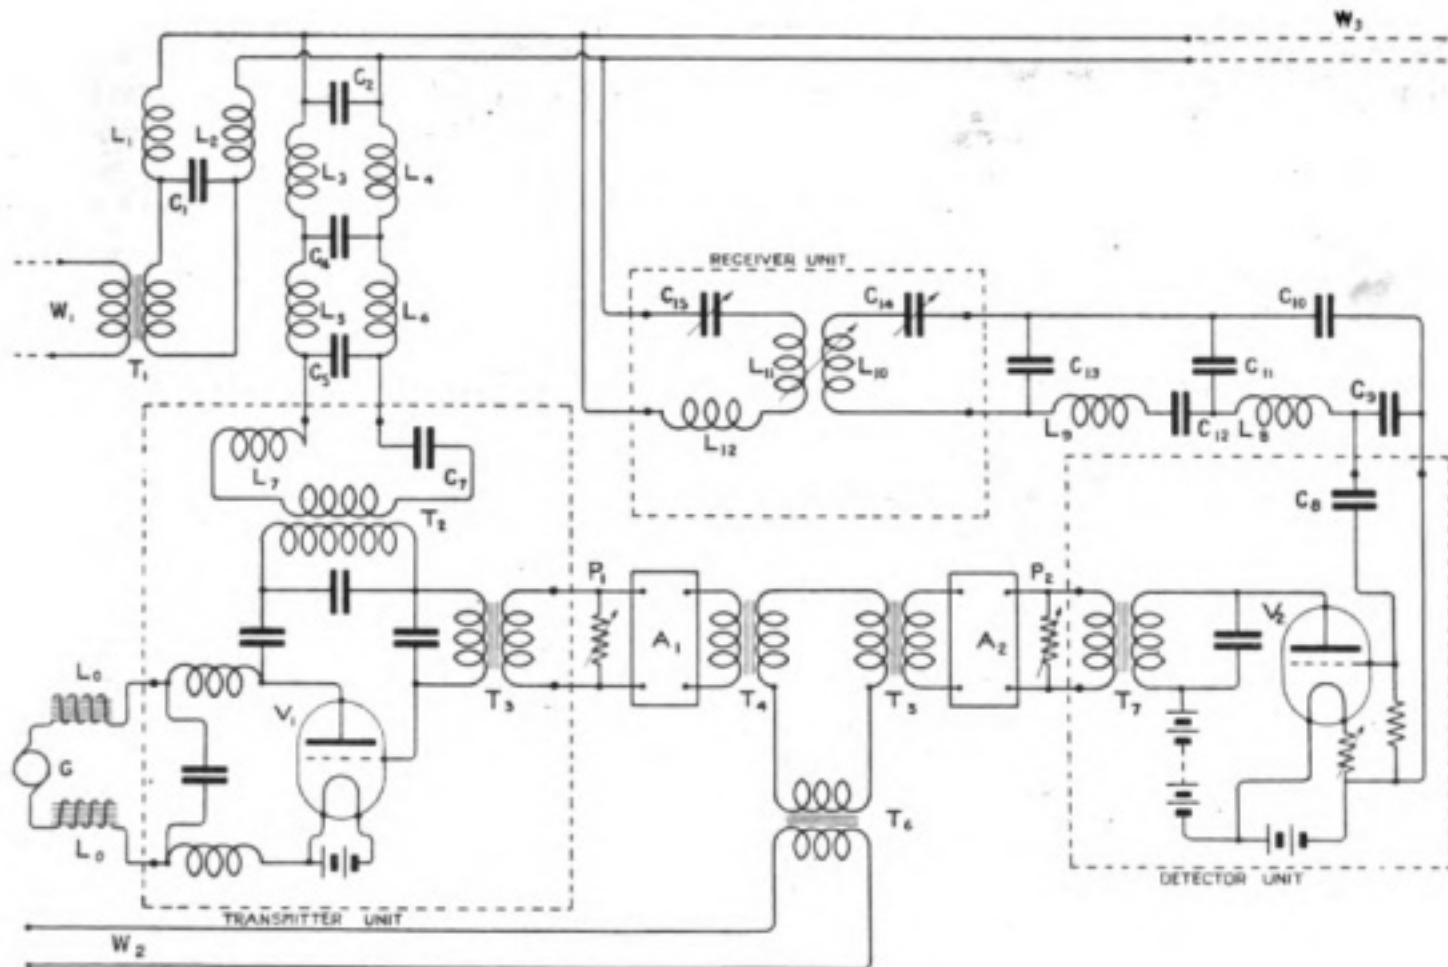 W₃
C₂
L₁ L₂
L₃ L₄
C₁
C₄
RECEIVER UNIT
C₁₅ C₁₄ C₁₀
W₁
L₅ L₆
L₁₁ L₁₀
C₁₃ C₁₁
T₁
C₅
C₉
L₇ C₇
L₁₂
L₉ C₁₂ L₈
T₂
C₈
P₁ P₂
V₂
A₁ A₂
L₀
T₃ T₄ T₅ T₇
V₁
G
T₆
L₀
DETECTOR UNIT
TRANSMITTER UNIT
W₂